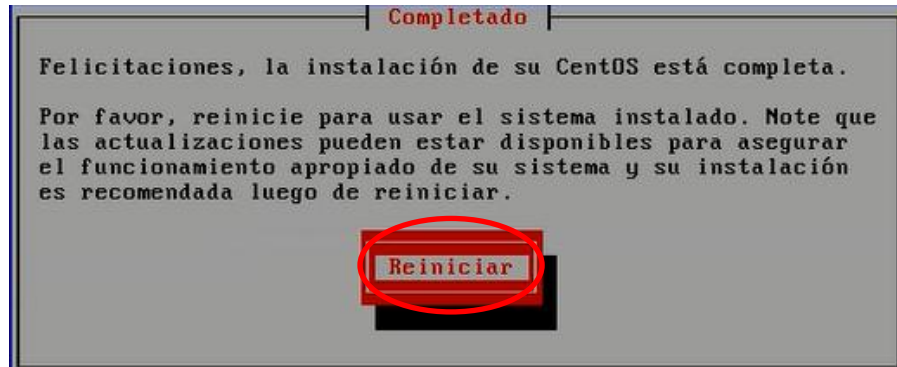 Completado
Felicitaciones, la instalación de su CentOS está completa.
Por favor, reinicie para usar el sistema instalado. Note que
las actualizaciones pueden estar disponibles para asegurar
el funcionamiento apropiado de su sistema y su instalación
es recomendada luego de reiniciar.
Reiniciar